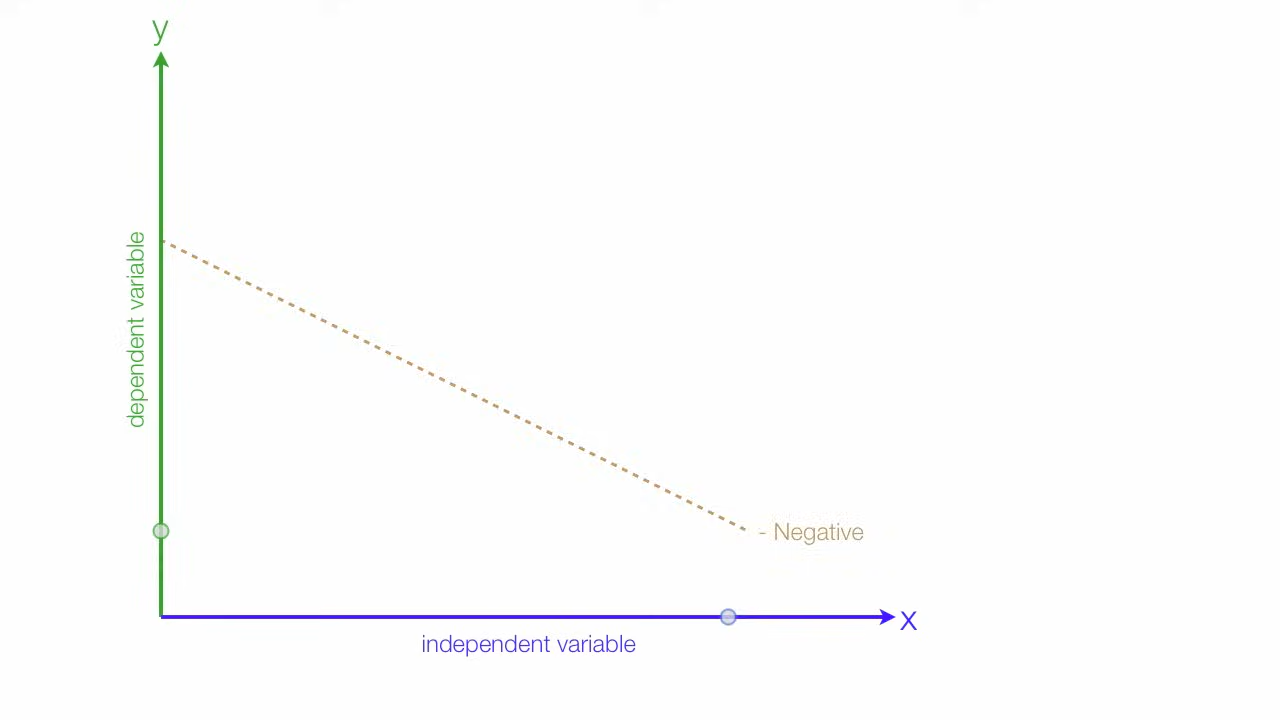 y
dependent variable
- Negative
x
independent variable